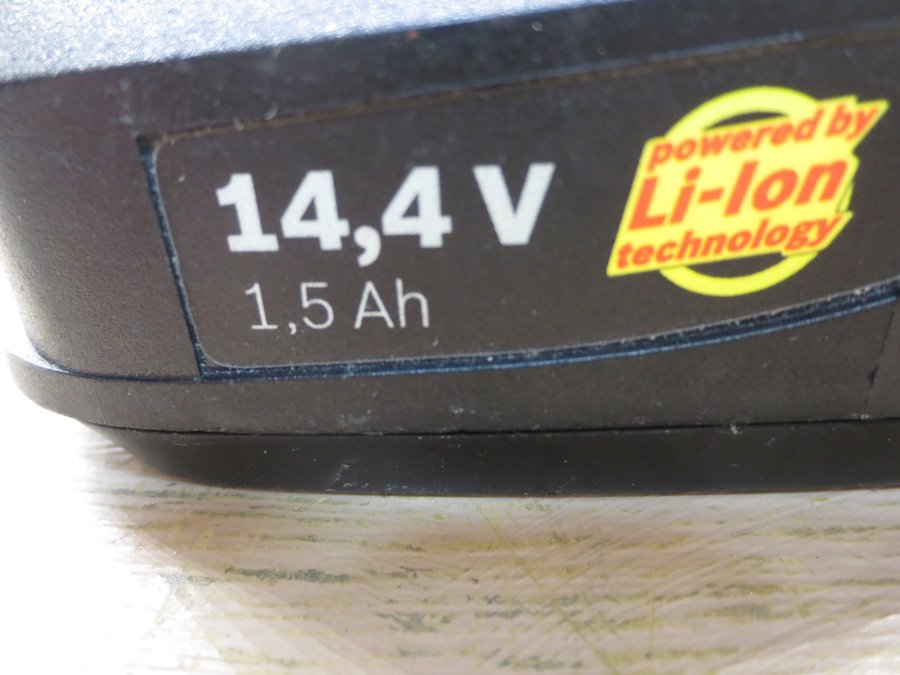 14,4 V
1,5 Ah
powered by
Li-Ion
technology